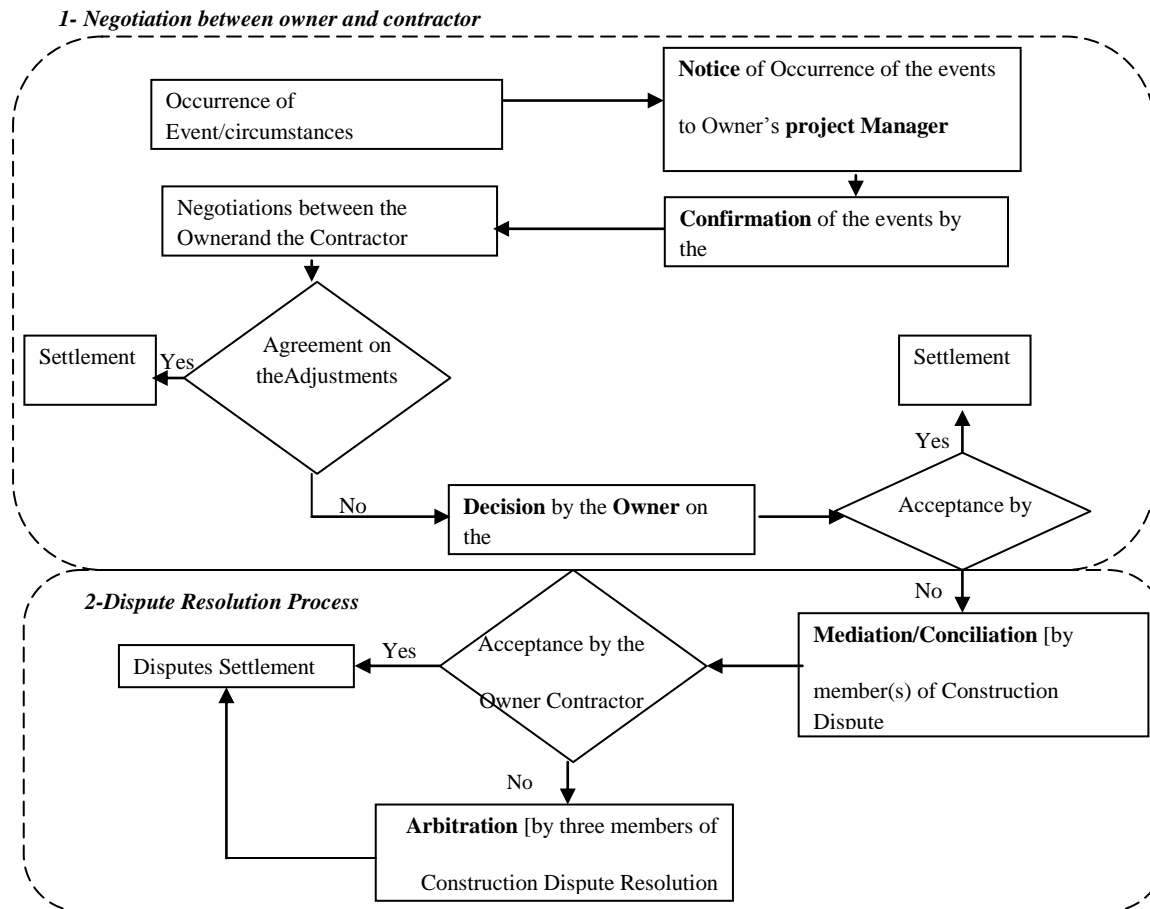 1- Negotiation between owner and contractor
Occurrence of
Event/circumstances
Notice of Occurrence of the events
to Owner's project Manager
Confirmation of the events by
the
Negotiations between the
Ownerand the Contractor
Agreement on
theAdjustments
Yes
Settlement
No
Decision by the Owner on
the
Acceptance by
Yes
Settlement
No
2-Dispute Resolution Process
Mediation/Conciliation [by
member(s) of Construction
Dispute
Acceptance by the
Owner Contractor
Yes
Disputes Settlement
No
Arbitration [by three members of
Construction Dispute Resolution